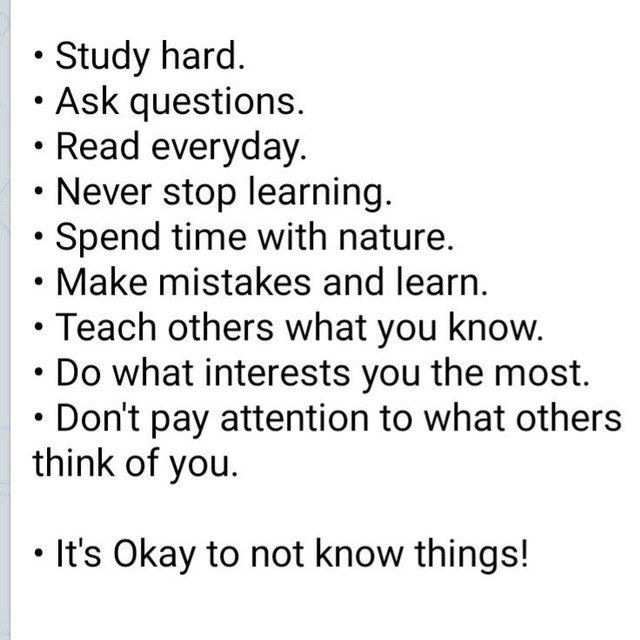 • Study hard.
• Ask questions.
• Read everyday.
• Never stop learning.
• Spend time with nature.
• Make mistakes and learn.
• Teach others what you know.
• Do what interests you the most.
• Don't pay attention to what others
think of you.
• It's Okay to not know things!